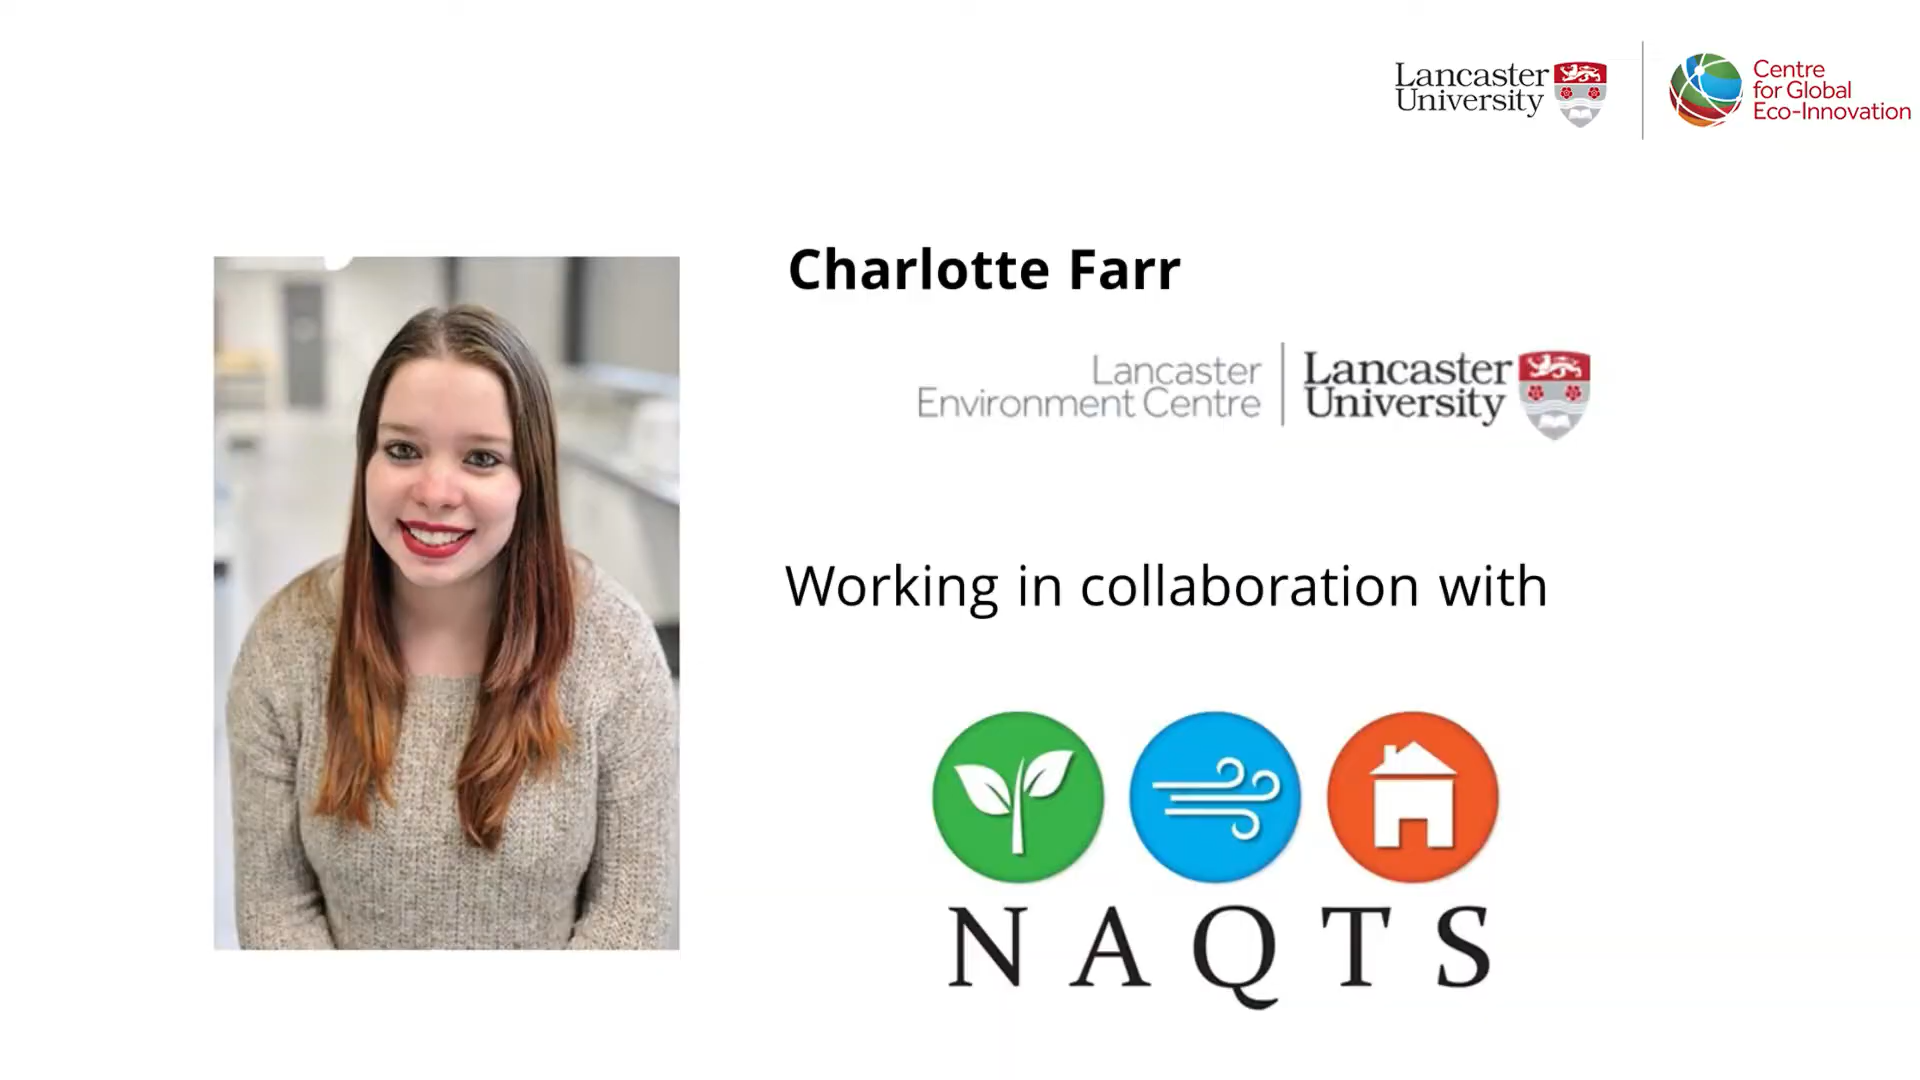 Lancaster
University
Centre
for Global
Eco-Innovation
Charlotte Farr
Lancaster
Environment Centre
Lancaster
University
Working in collaboration with
NAQTS